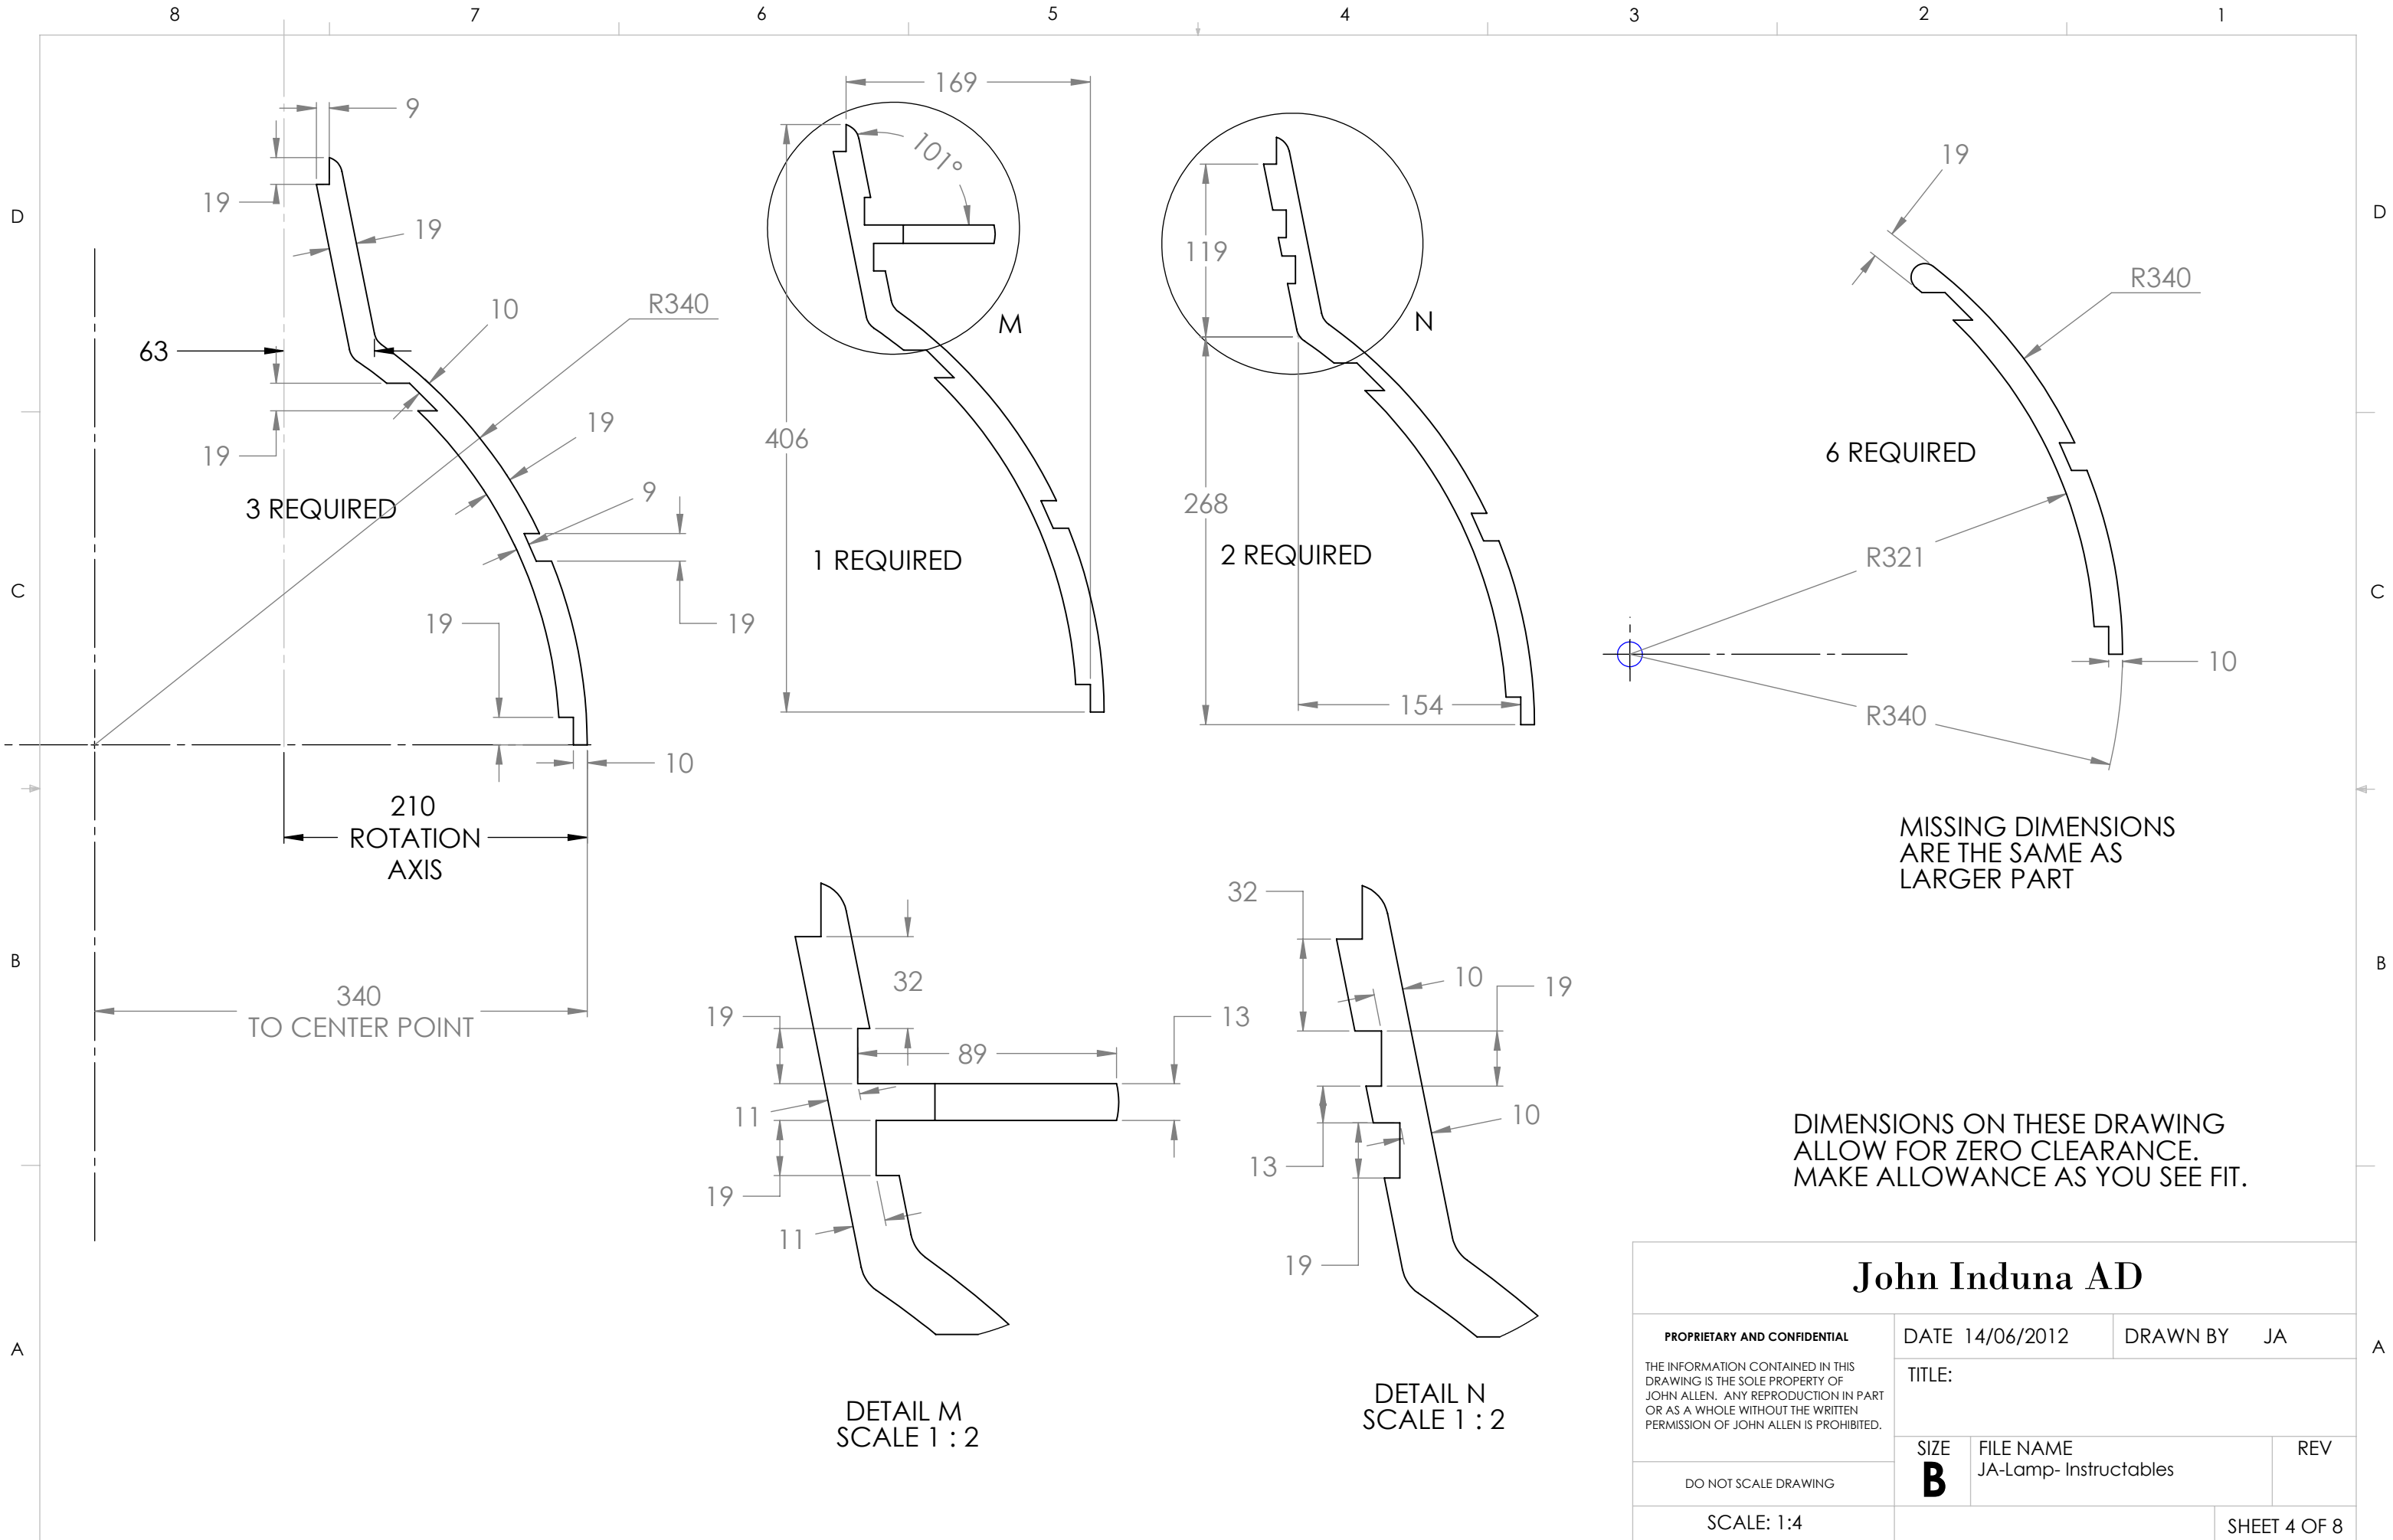 8 7 6 5 4 3 2 1
D
C
B
A
D
C
B
A
9
19
19
63
10
R340
19
19
9
3 REQUIRED
19
19
10
210
ROTATION
AXIS
340
TO CENTER POINT
169
101°
406
M
1 REQUIRED
119
268
N
2 REQUIRED
154
19
R340
6 REQUIRED
R321
R340
10
MISSING DIMENSIONS
ARE THE SAME AS
LARGER PART
32
19
89
13
11
19
11
DETAIL M
SCALE 1 : 2
32
10
19
10
13
19
DETAIL N
SCALE 1 : 2
DIMENSIONS ON THESE DRAWING
ALLOW FOR ZERO CLEARANCE.
MAKE ALLOWANCE AS YOU SEE FIT.
John Induna AD
PROPRIETARY AND CONFIDENTIAL
THE INFORMATION CONTAINED IN THIS
DRAWING IS THE SOLE PROPERTY OF
JOHN ALLEN. ANY REPRODUCTION IN PART
OR AS A WHOLE WITHOUT THE WRITTEN
PERMISSION OF JOHN ALLEN IS PROHIBITED.
DO NOT SCALE DRAWING
SCALE: 1:4
DATE 14/06/2012
DRAWN BY JA
TITLE:
SIZE
B
FILE NAME
JA-Lamp- Instructables
REV
SHEET 4 OF 8